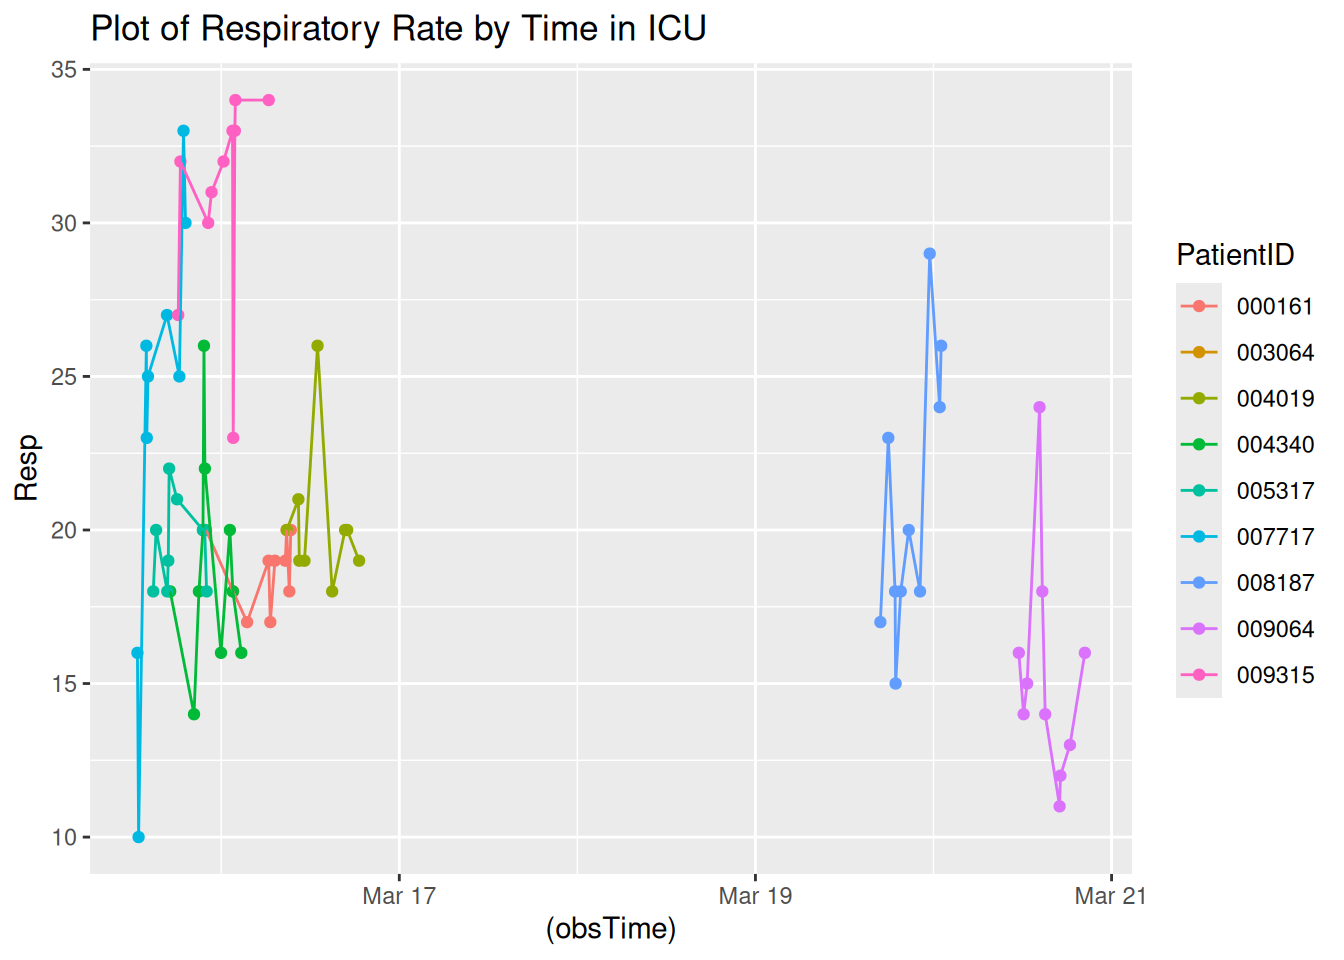 Plot of Respiratory Rate by Time in ICU
35
30
25
20
15
10
Resp
Mar 17
Mar 19
Mar 21
(obsTime)
PatientID
000161
003064
004019
004340
005317
007717
008187
009064
009315